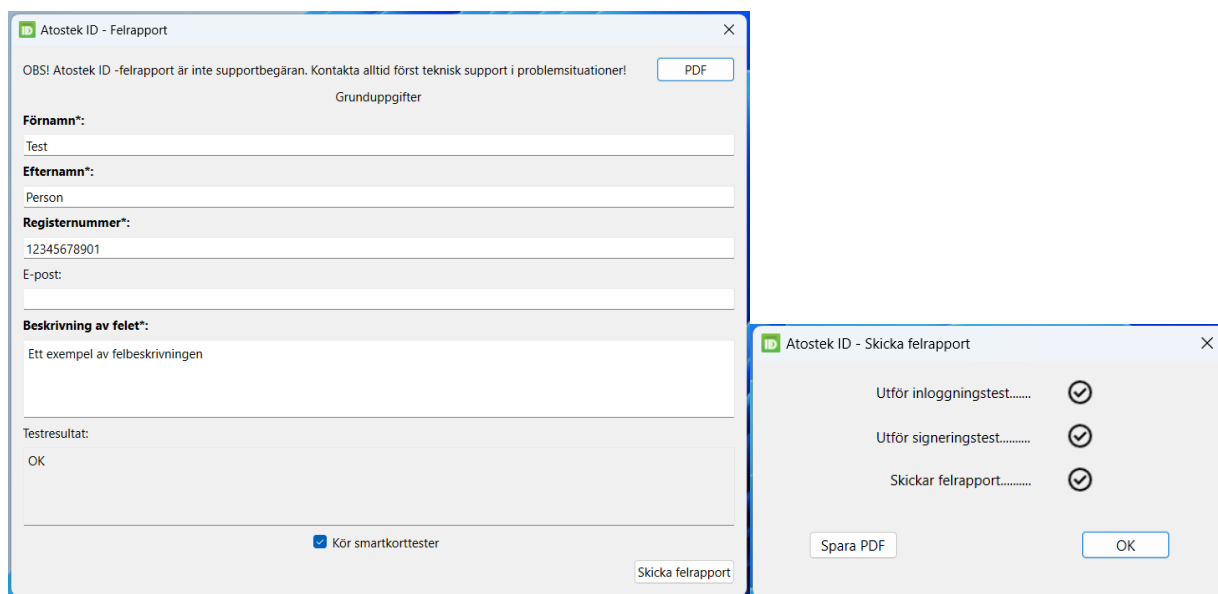 Atostek ID - Felrapport
OBS! Atostek ID -felrapport är inte supportbegäran. Kontakta alltid först teknisk support i problemsituationer!
PDF
Grunduppgifter
Förnamn*:
Test
Efternamn*:
Person
Registernummer*:
12345678901
E-post:
Beskrivning av felet*:
Ett exempel av felbeskrivningen
Testresultat:
OK
Kör smartkorttester
Skicka felrapport
ID Atostek ID - Skicka felrapport
Utför inloggningstest.......
Utför signeringstest..........
Skickar felrapport..........
Spara PDF
OK